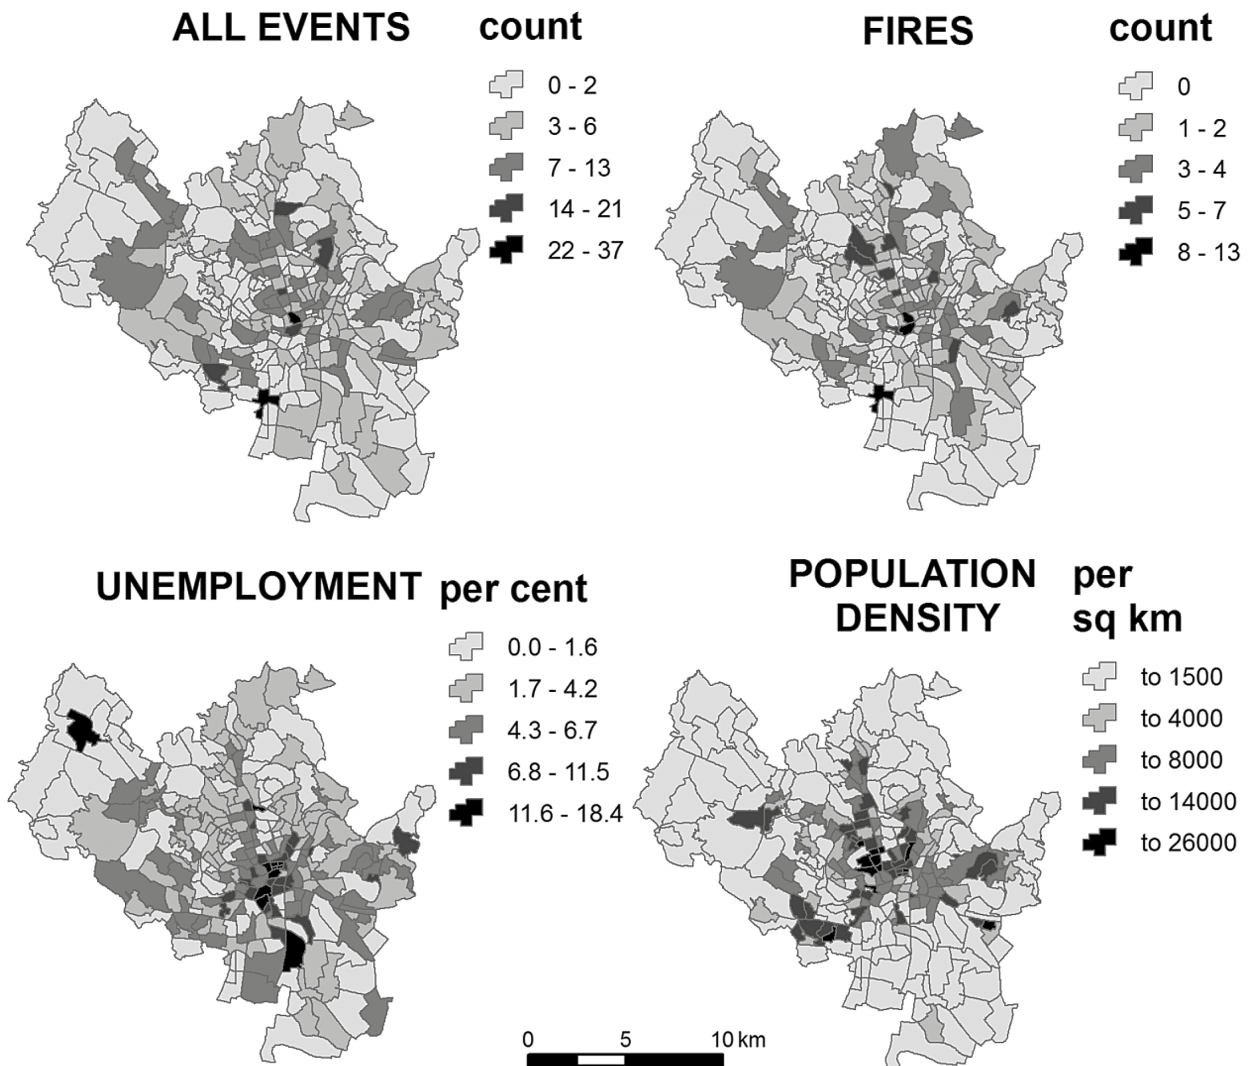 ALL EVENTS
count
0 - 2
3 - 6
7 - 13
14 - 21
22 - 37
FIRES
count
0
1 - 2
3 - 4
5 - 7
8 - 13
UNEMPLOYMENT
per cent
0.0 - 1.6
1.7 - 4.2
4.3 - 6.7
6.8 - 11.5
11.6 - 18.4
POPULATION
DENSITY
per
sq km
to 1500
to 4000
to 8000
to 14000
to 26000
0 5 10 km